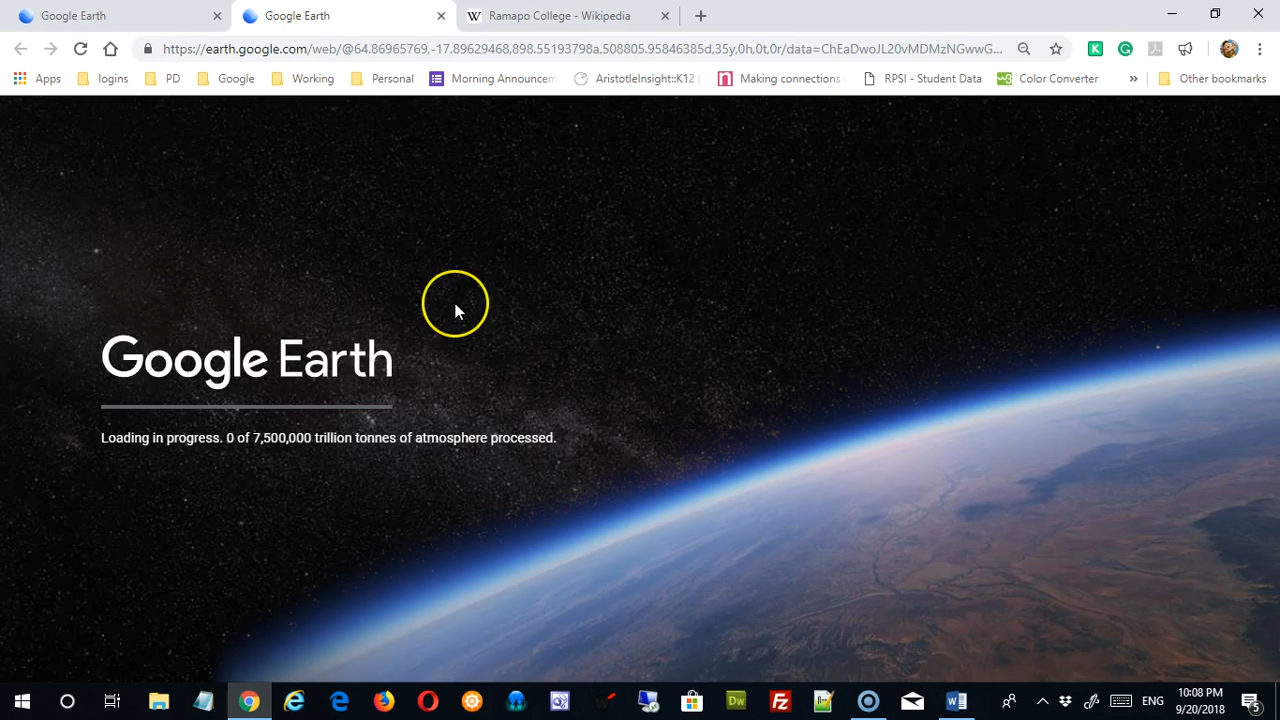 Google Earth
Google Earth
W Ramapo College - Wikipedia
https://earth.google.com/web/@64.86965769,-17.89629468,898.55193798a,508805.95846385d,35y,0h,0t,0r/data=ChEaDwoJL20vMDMzNGwwG...
Apps
logins
PD
Google
Working
Personal
Morning Announcem
AristotleInsight::K12
Making connections
RPSI - Student Data
Color Converter
»
Other bookmarks
Google Earth
Loading in progress. 0 of 7,500,000 trillion tonnes of atmosphere processed.
Dw
ENG
10:08 PM
9/20/2018
5